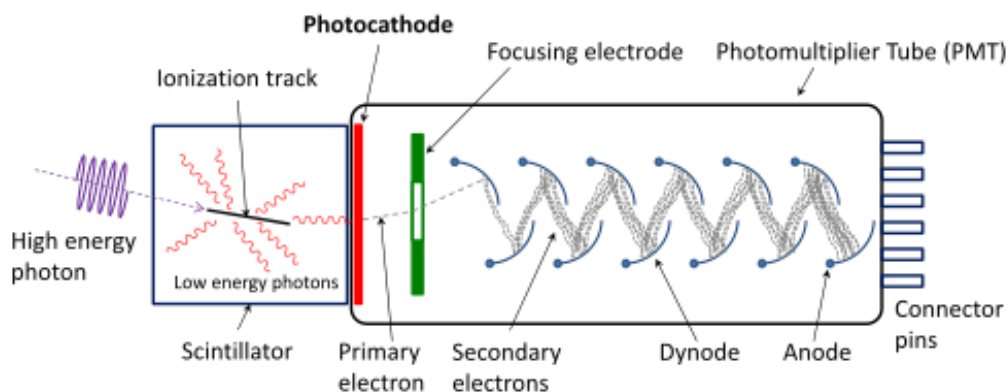 Photocathode
Focusing electrode
Photomultiplier Tube (PMT)
Ionization track
High energy
photon
Low energy photons
Scintillator
Primary
electron
Secondary
electrons
Dynode
Anode
Connector
pins